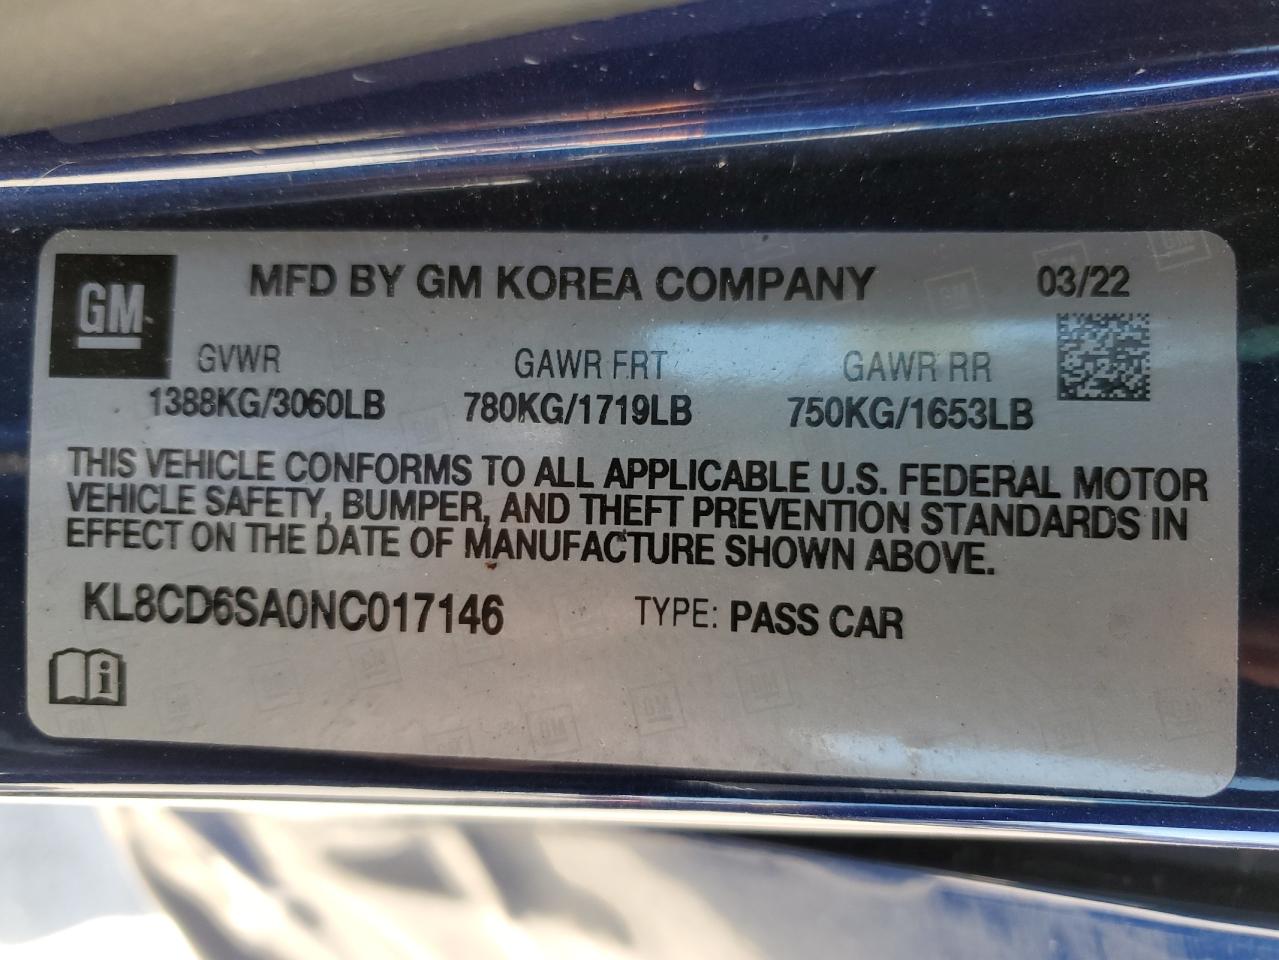 GM
MFD BY GM KOREA COMPANY 03/22
GVWR GAWR FRT GAWR RR
1388KG/3060LB 780KG/1719LB 750KG/1653LB
THIS VEHICLE CONFORMS TO ALL APPLICABLE U.S. FEDERAL MOTOR
VEHICLE SAFETY, BUMPER, AND THEFT PREVENTION STANDARDS IN
EFFECT ON THE DATE OF MANUFACTURE SHOWN ABOVE.
KL8CD6SA0NC017146 TYPE: PASS CAR
i